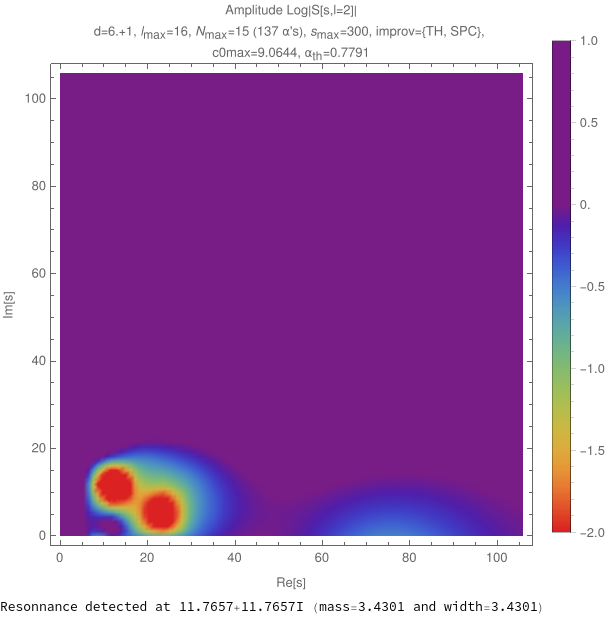 Amplitude Log|S[s,l=2]|
d=6.+1, lmax=16, Nmax=15 (137 α's), smax=300, improv={TH, SPC},
c0max=9.0644, αth=0.7791
1.0
0.5
0.
−0.5
−1.0
−1.5
−2.0
100
80
60
40
20
0
Im[s]
0 20 40 60 80 100
Re[s]
Resonnance detected at 11.7657+11.7657I (mass=3.4301 and width=3.4301)